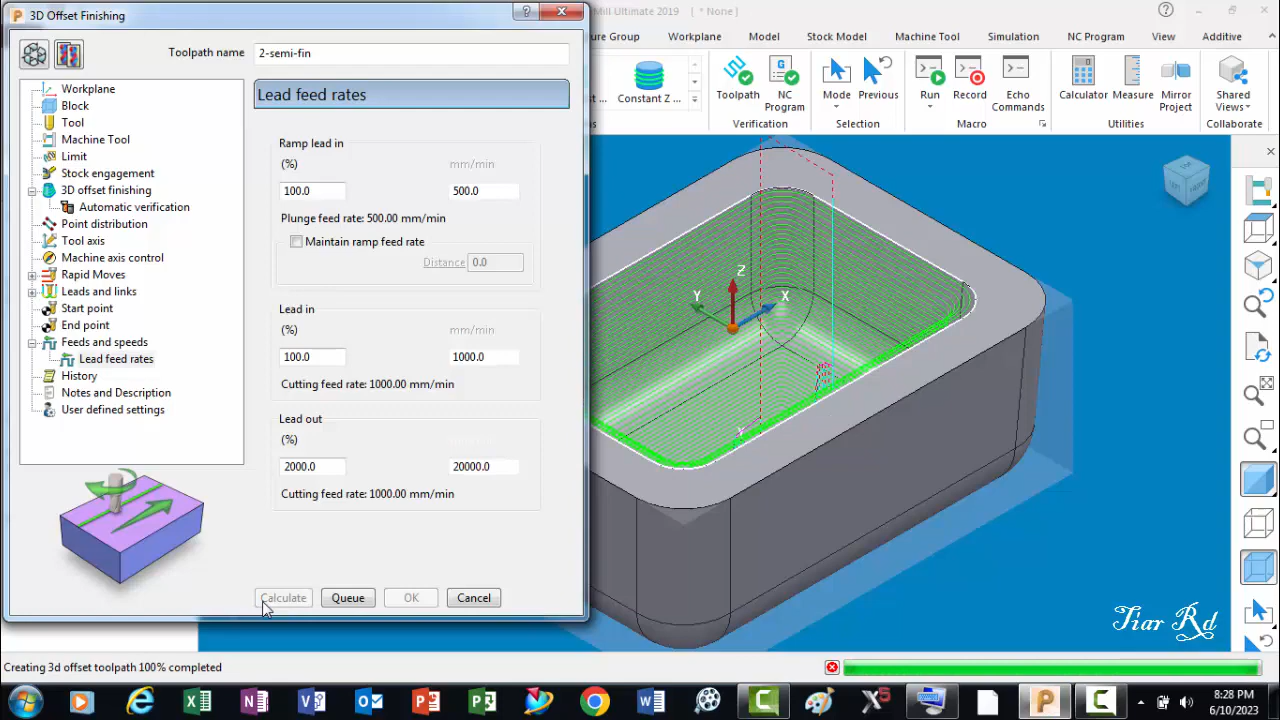 3D Offset Finishing
Mill Ultimate 2019 [ * None ]
ture Group
Workplane
Model
Stock Model
Machine Tool
Simulation
NC Program
View
Additive
Constant Z ...
Toolpath
NC
Program
Mode
Previous
Run
Record
Echo
Commands
Calculator
Measure
Mirror
Project
Shared
Views
Verification
Selection
Macro
Utilities
Collaborate
Toolpath name
2-semi-fin
Workplane
Block
Tool
Machine Tool
Limit
Stock engagement
3D offset finishing
Automatic verification
Point distribution
Tool axis
Machine axis control
Rapid Moves
Leads and links
Start point
End point
Feeds and speeds
Lead feed rates
History
Notes and Description
User defined settings
Lead feed rates
Ramp lead in
(%)
mm/min
100.0
500.0
Plunge feed rate: 500.00 mm/min
Maintain ramp feed rate
Distance
0.0
Lead in
(%)
mm/min
100.0
1000.0
Cutting feed rate: 1000.00 mm/min
Lead out
(%)
2000.0
20000.0
Cutting feed rate: 1000.00 mm/min
Calculate
Queue
OK
Cancel
Z
Y
X
Tiar Rd
Creating 3d offset toolpath 100% completed
8:28 PM
6/10/2023